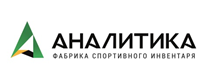 АНАЛИТИКА
ФАБРИКА СПОРТИВНОГО ИНВЕНТАРЯ